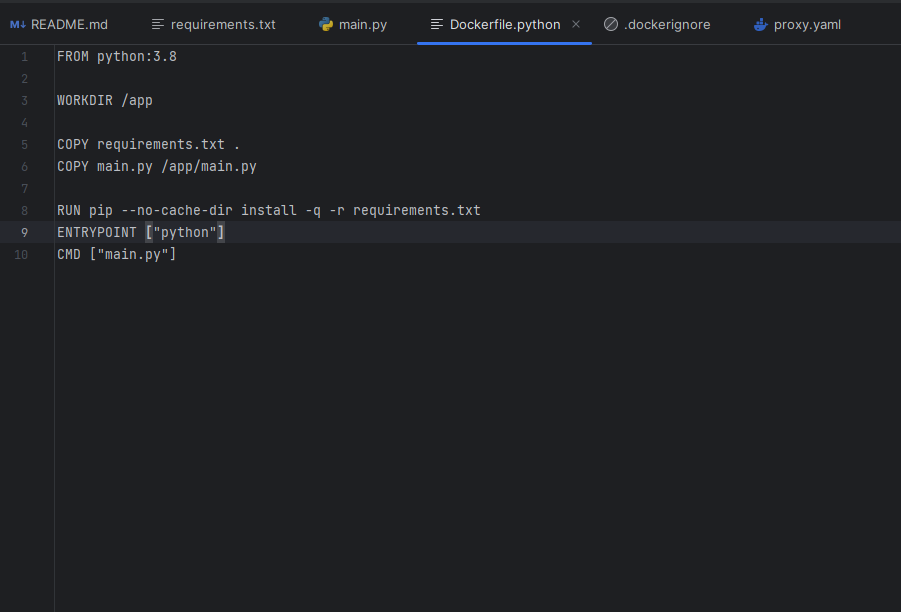 M↓ README.md requirements.txt main.py Dockerfile.python × .dockerignore proxy.yaml
1 FROM python:3.8
2
3 WORKDIR /app
4
5 COPY requirements.txt .
6 COPY main.py /app/main.py
7
8 RUN pip --no-cache-dir install -q -r requirements.txt
9 ENTRYPOINT ["python"]
10 CMD ["main.py"]